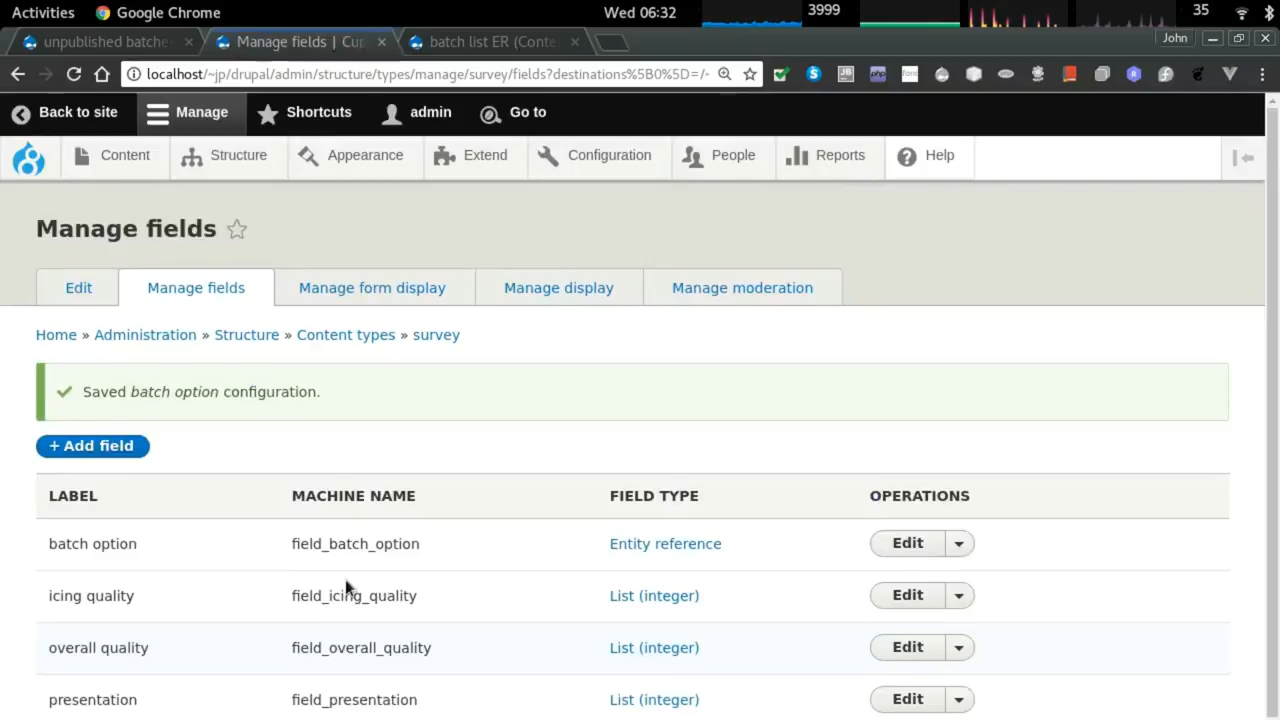 Activities Google Chrome Wed 06:32 3999 35
unpublished batche Manage fields | Cup batch list ER (Conte John
localhost/~jp/drupal/admin/structure/types/manage/survey/fields?destinations%5B0%5D=/~
Back to site Manage Shortcuts admin Go to
Content Structure Appearance Extend Configuration People Reports Help
Manage fields
Edit Manage fields Manage form display Manage display Manage moderation
Home » Administration » Structure » Content types » survey
Saved batch option configuration.
+ Add field
LABEL MACHINE NAME FIELD TYPE OPERATIONS
batch option field_batch_option Entity reference Edit
icing quality field_icing_quality List (integer) Edit
overall quality field_overall_quality List (integer) Edit
presentation field_presentation List (integer) Edit